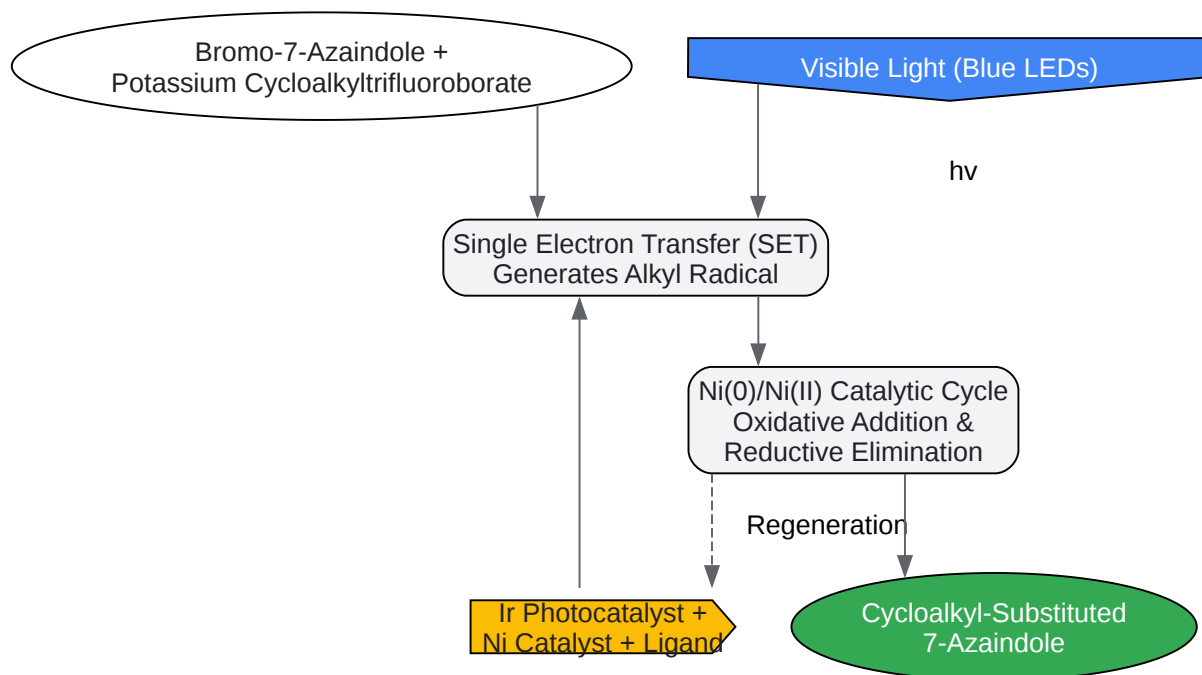 Bromo-7-Azaindole +
Potassium Cycloalkyltrifluoroborate
Visible Light (Blue LEDs)
hv
Single Electron Transfer (SET)
Generates Alkyl Radical
Ni(0)/Ni(II) Catalytic Cycle
Oxidative Addition &
Reductive Elimination
Regeneration
Ir Photocatalyst +
Ni Catalyst + Ligand
Cycloalkyl-Substituted
7-Azaindole